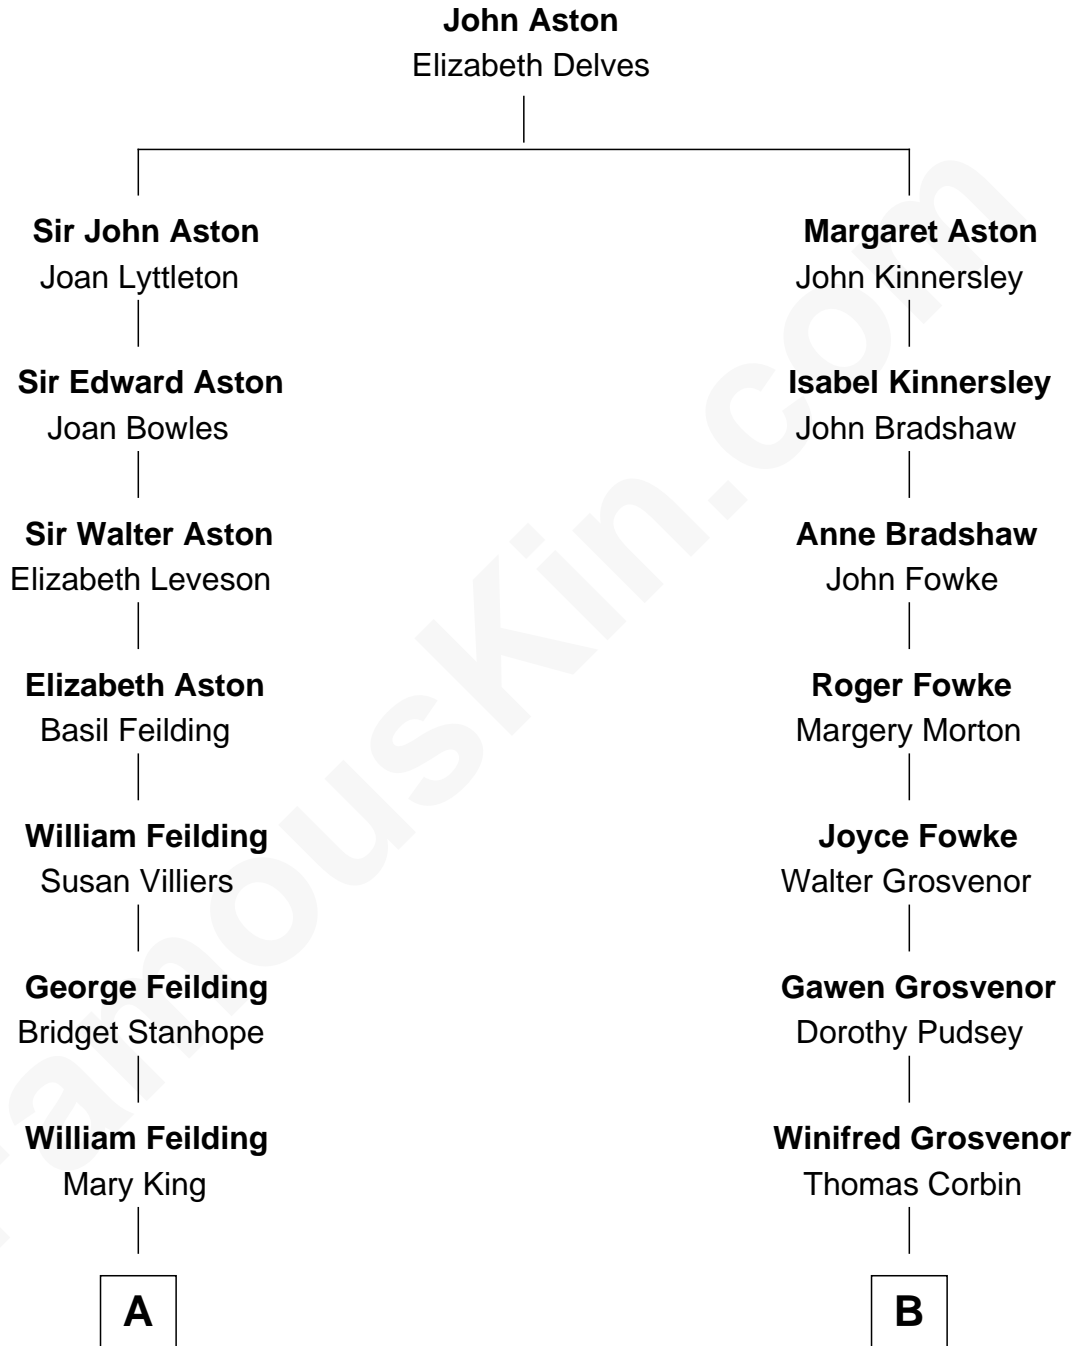 John Aston
Elizabeth Delves
Sir John Aston
Joan Lyttleton
Sir Edward Aston
Joan Bowles
Sir Walter Aston
Elizabeth Leveson
Elizabeth Aston
Basil Feilding
William Feilding
Susan Villiers
George Feilding
Bridget Stanhope
William Feilding
Mary King
A
Margaret Aston
John Kinnersley
Isabel Kinnersley
John Bradshaw
Anne Bradshaw
John Fowke
Roger Fowke
Margery Morton
Joyce Fowke
Walter Grosvenor
Gawen Grosvenor
Dorothy Pudsey
Winifred Grosvenor
Thomas Corbin
B
famouskin.com